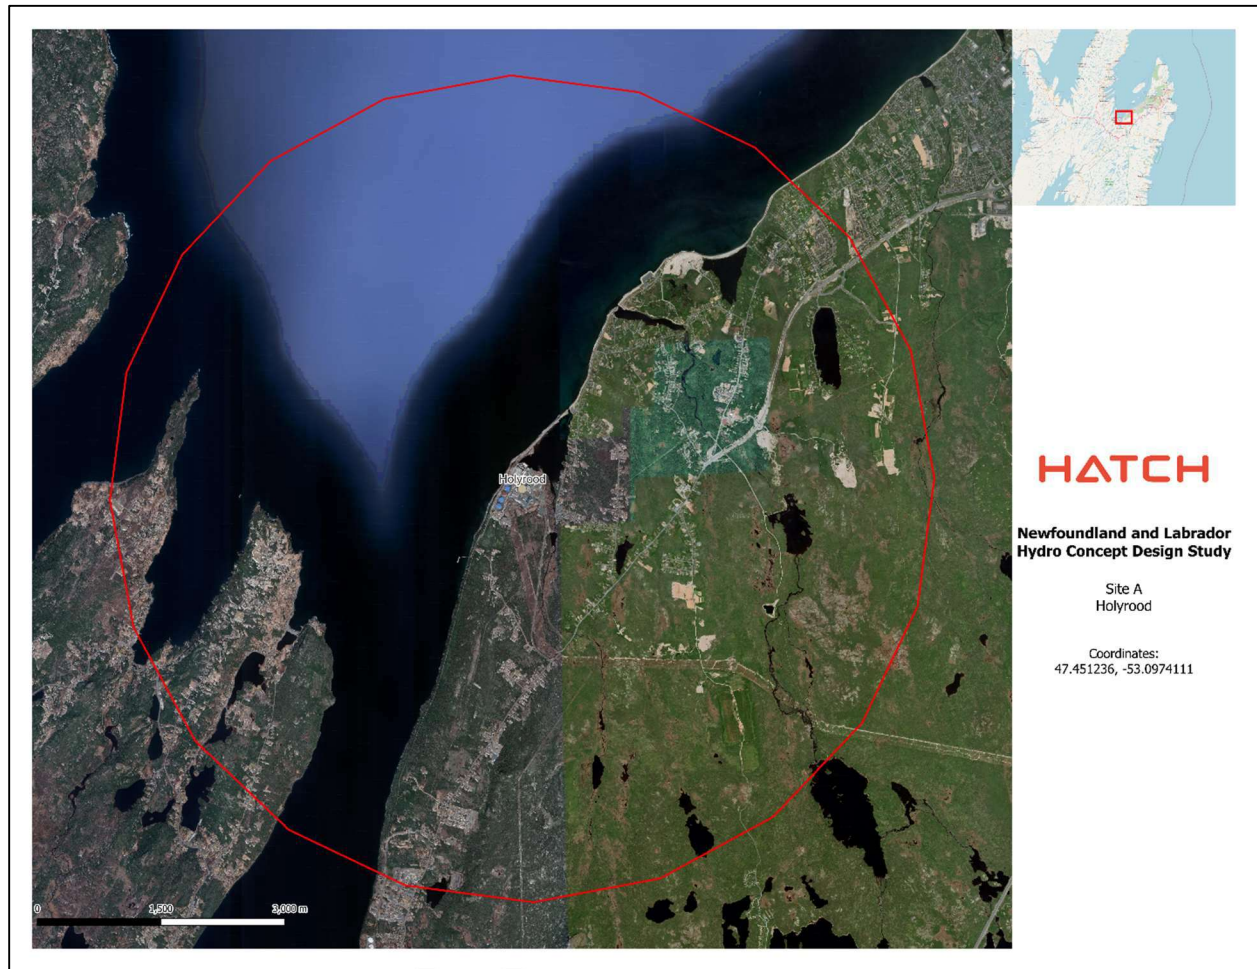 Holyrood
0 1,500 3,000 m
HATCH
Newfoundland and Labrador
Hydro Concept Design Study
Site A
Holyrood
Coordinates:
47.451236, -53.0974111